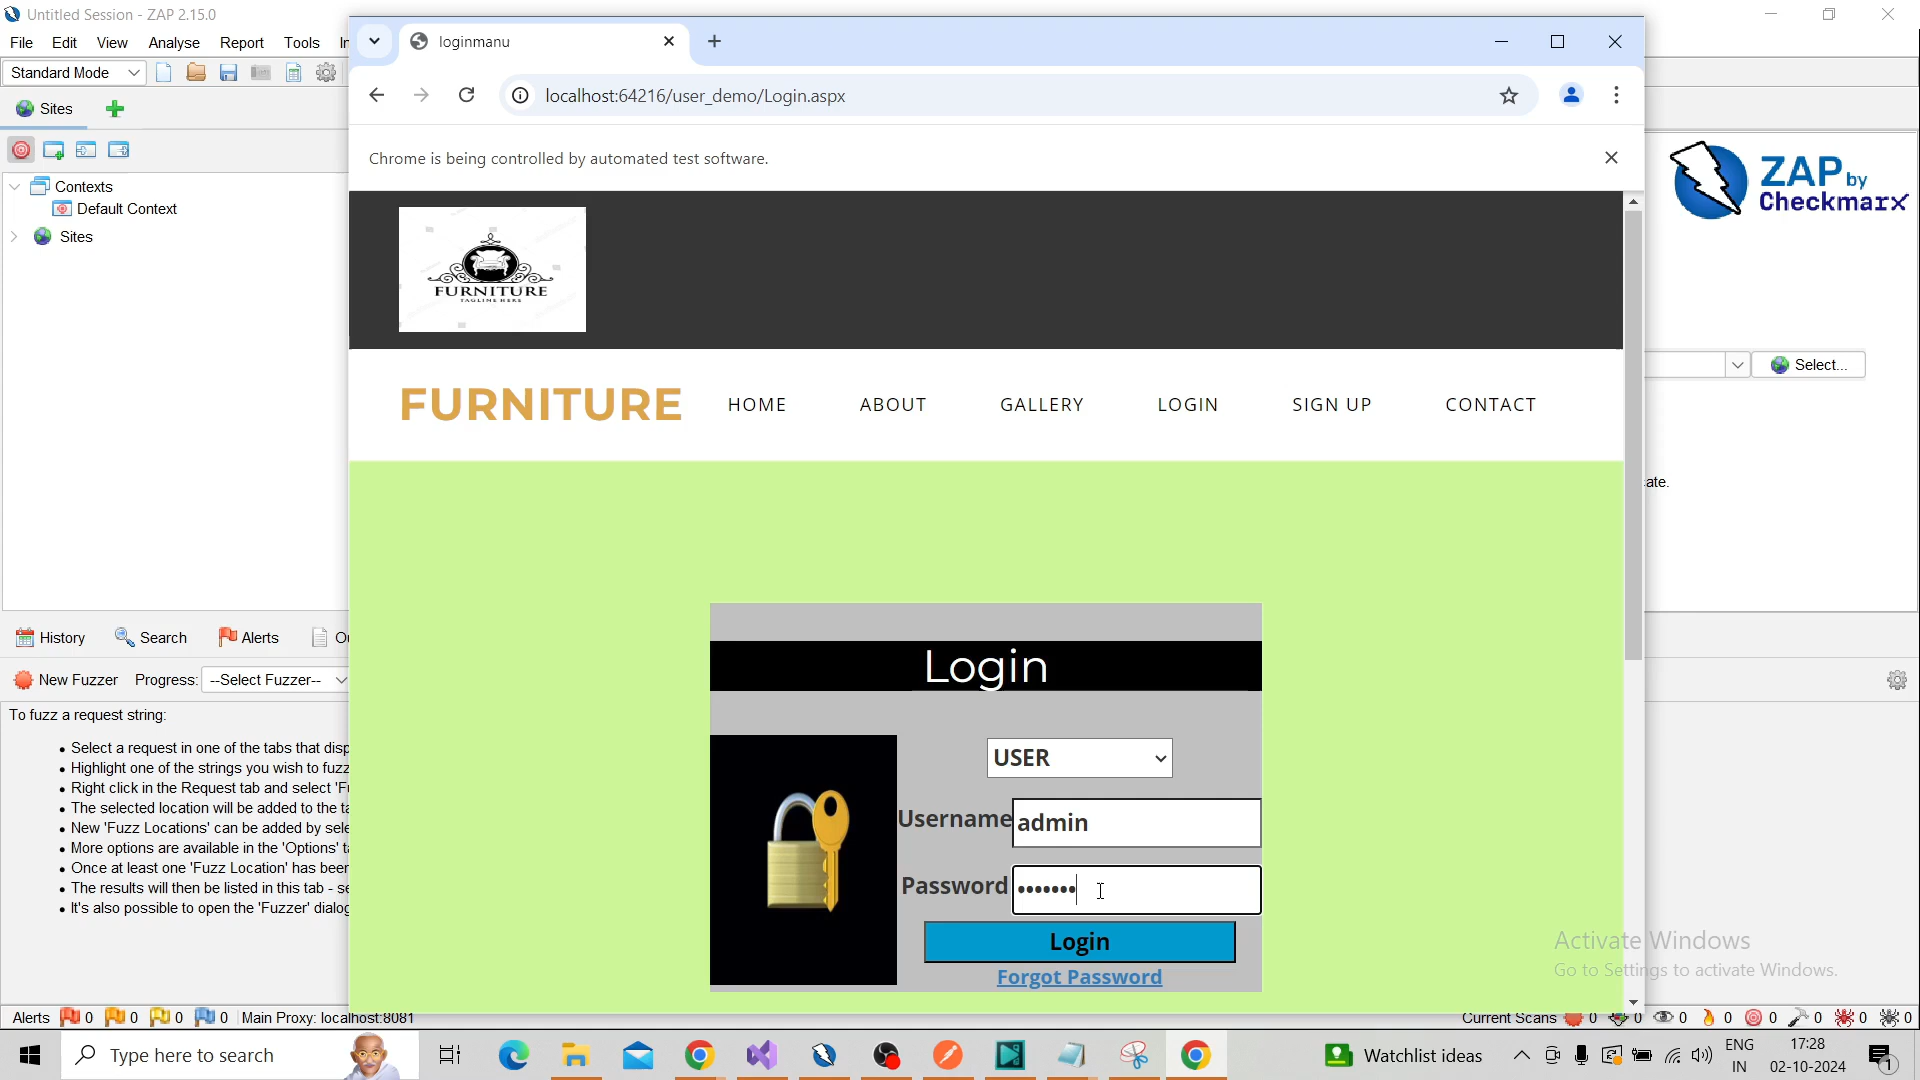 Untitled Session - ZAP 2.15.0
File Edit View Analyse Report Tools
Standard Mode
Sites
Contexts
Default Context
Sites
loginmanu
localhost:64216/user_demo/Login.aspx
Chrome is being controlled by automated test software.
FURNITURE
TAGLINE HERE
FURNITURE HOME ABOUT GALLERY LOGIN SIGN UP CONTACT
ZAP by
Checkmarx
Select...
ate.
Login
USER
Username admin
Password •••••••
Login
Forgot Password
History Search Alerts
New Fuzzer Progress: --Select Fuzzer--
To fuzz a request string:
• Select a request in one of the tabs that disp
• Highlight one of the strings you wish to fuzz
• Right click in the Request tab and select 'F
• The selected location will be added to the ta
• New 'Fuzz Locations' can be added by sele
• More options are available in the 'Options' t
• Once at least one 'Fuzz Location' has beer
• The results will then be listed in this tab - se
• It's also possible to open the 'Fuzzer' dialog
Activate Windows
Go to Settings to activate Windows.
Alerts 0 0 0 0 Main Proxy: localhost:8081
Current Scans 0 0 0 0 0 0 0 0
Type here to search
Watchlist ideas
ENG
IN
17:28
02-10-2024
1